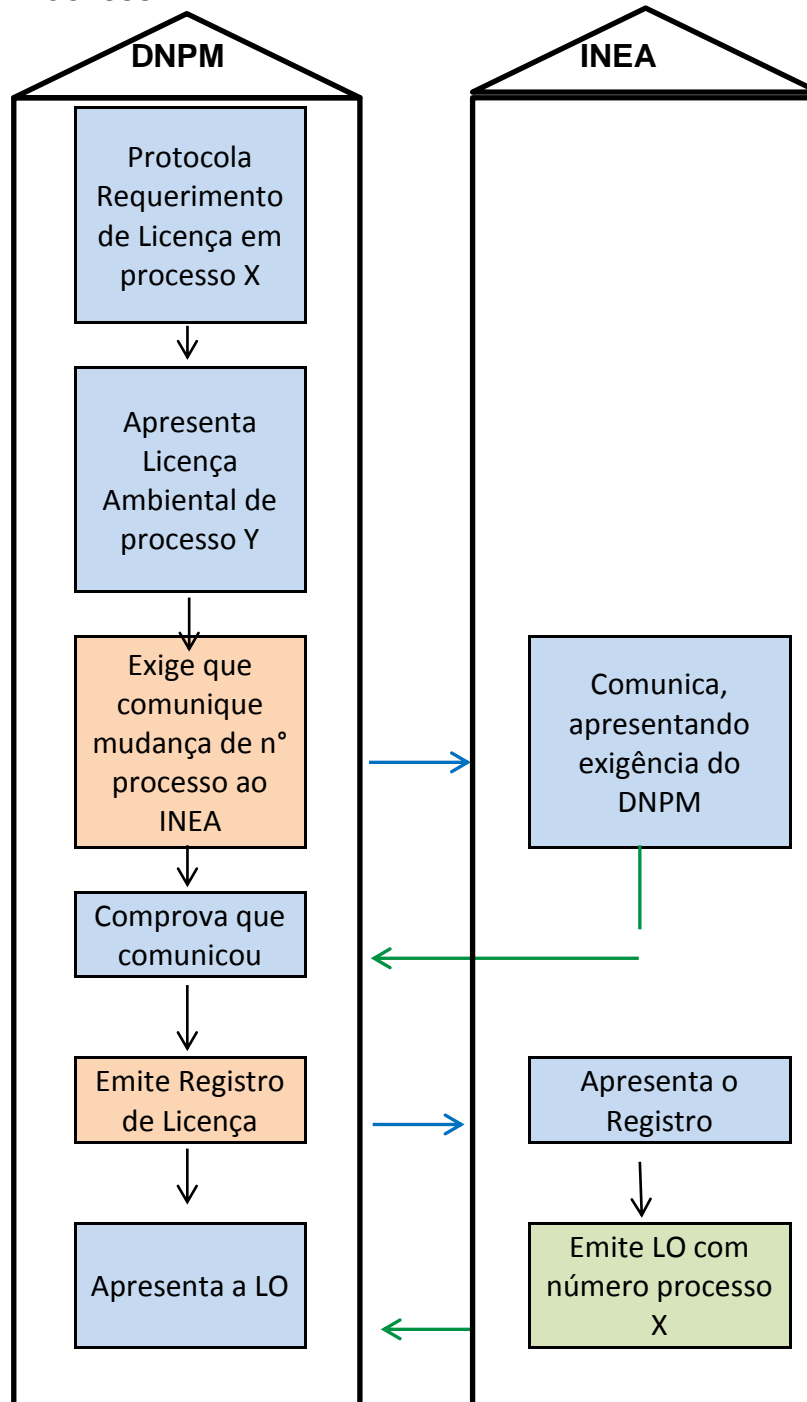 DNPM
INEA
Protocola
Requerimento
de Licença em
processo X
Apresenta
Licença
Ambiental de
processo Y
Exige que
comunique
mudança de n°
processo ao
INEA
Comunica,
apresentando
exigência do
DNPM
Comprova que
comunicou
Emite Registro
de Licença
Apresenta o
Registro
Apresenta a LO
Emite LO com
número processo
X